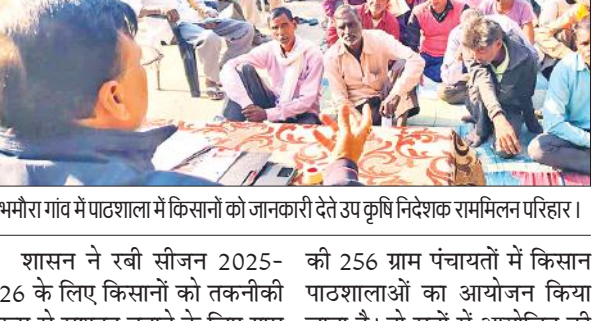 भमौरा गांव में पाठशाला में किसानों को जानकारी देते उप कृषि निदेशक राममिलन परिहार ।
शासन ने रबी सीजन 2025-
26 के लिए किसानों को तकनीकी
की 256 ग्राम पंचायतों में किसान
पाठशालाओं का आयोजन किया